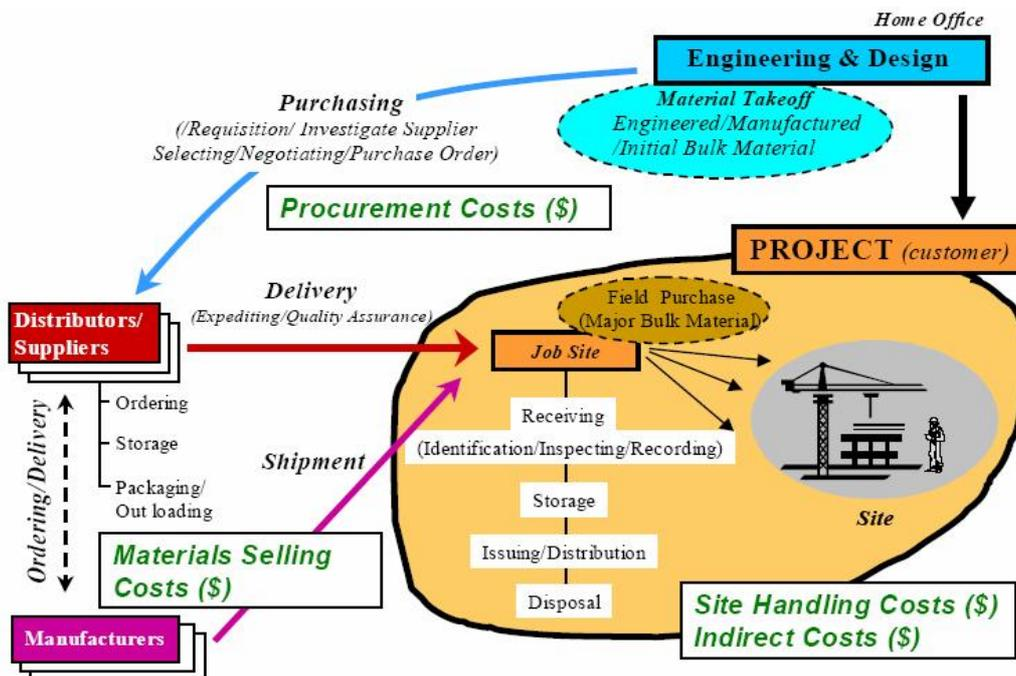 Home Office
Engineering & Design
Material Takeoff
Engineered/Manufactured
/Initial Bulk Material
Purchasing
(/Requisition/ Investigate Supplier
Selecting/Negotiating/Purchase Order)
Procurement Costs ($)
PROJECT (customer)
Delivery
(Expediting/Quality Assurance)
Field Purchase
(Major Bulk Material)
Distributors/
Suppliers
Job Site
Ordering
Storage
Packaging/
Out loading
Ordering/Delivery
Shipment
Receiving
(Identification/Inspecting/Recording)
Storage
Issuing/Distribution
Disposal
Site
Materials Selling
Costs ($)
Site Handling Costs ($)
Indirect Costs ($)
Manufacturers